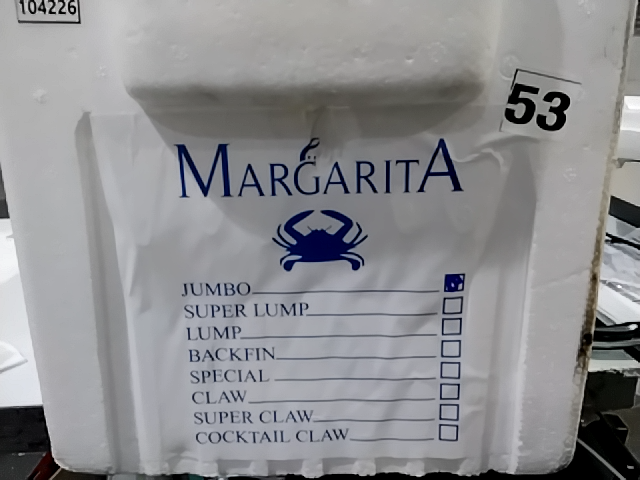 104226
53
MARGARITA
JUMBO
SUPER LUMP
LUMP
BACKFIN
SPECIAL
CLAW
SUPER CLAW
COCKTAIL CLAW